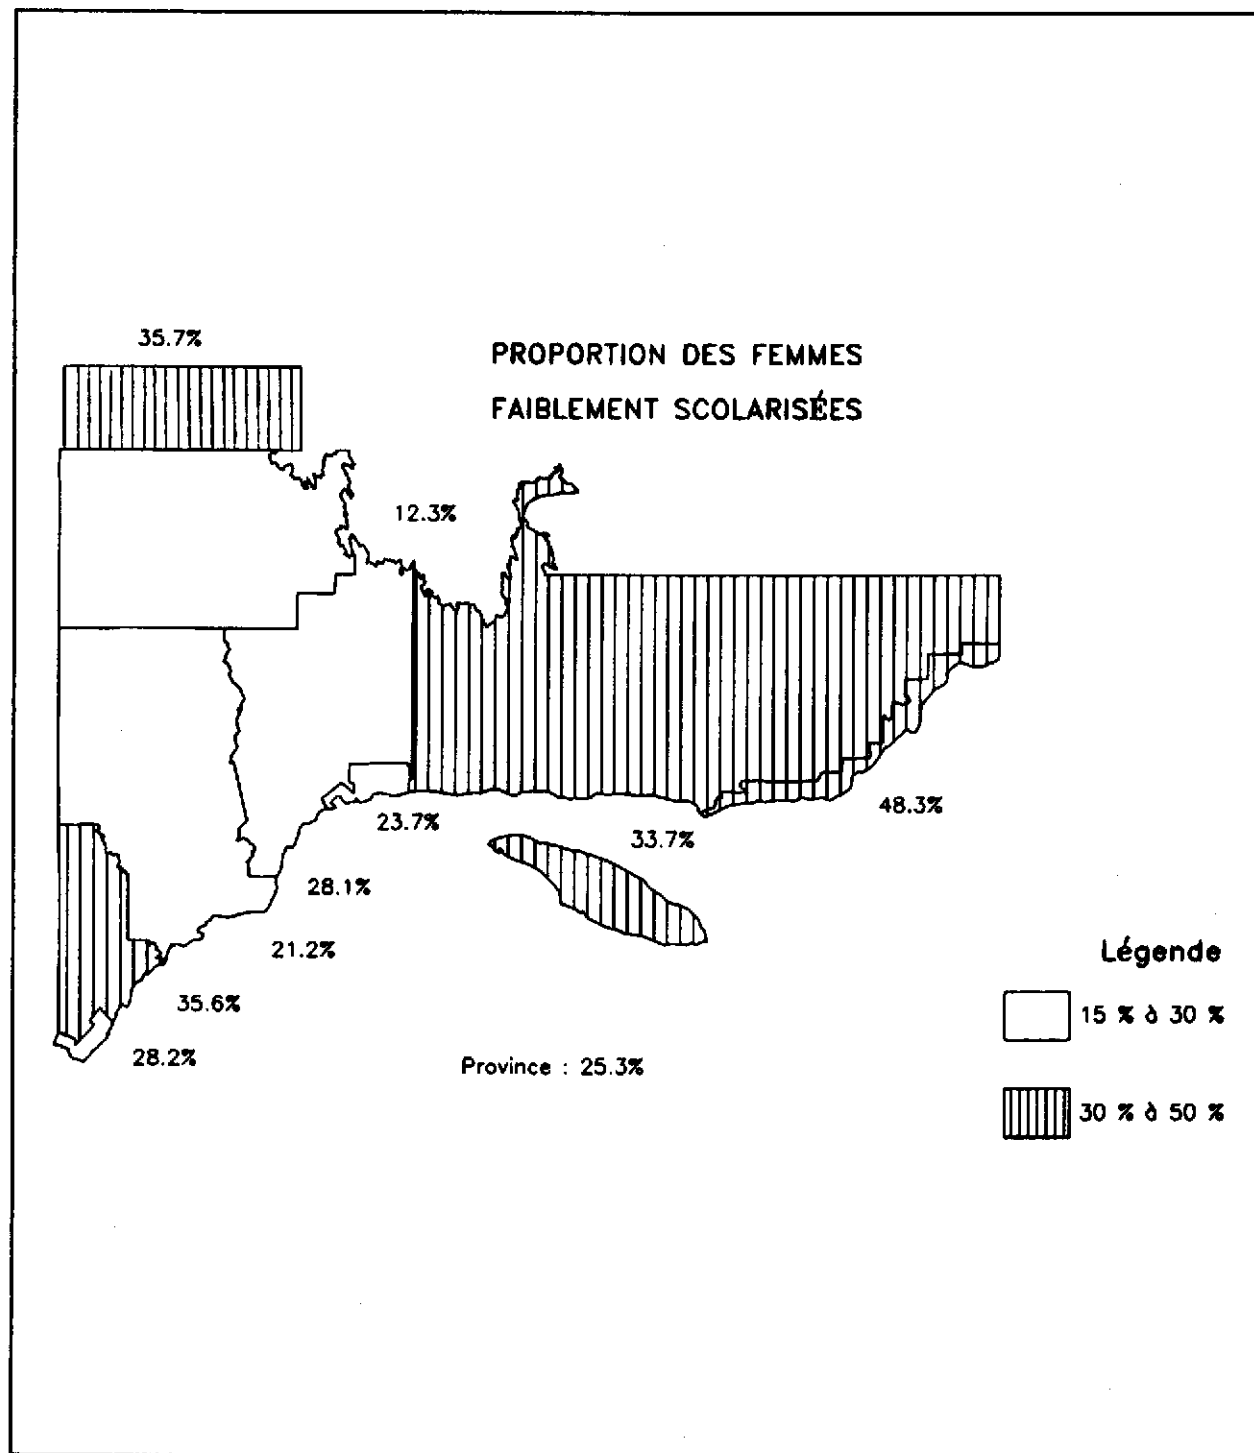 35.7%
PROPORTION DES FEMMES
FAIBLEMENT SCOLARISÉES
12.3%
48.3%
23.7%
33.7%
28.1%
21.2%
35.6%
28.2%
Province : 25.3%
Légende
15 % à 30 %
30 % à 50 %